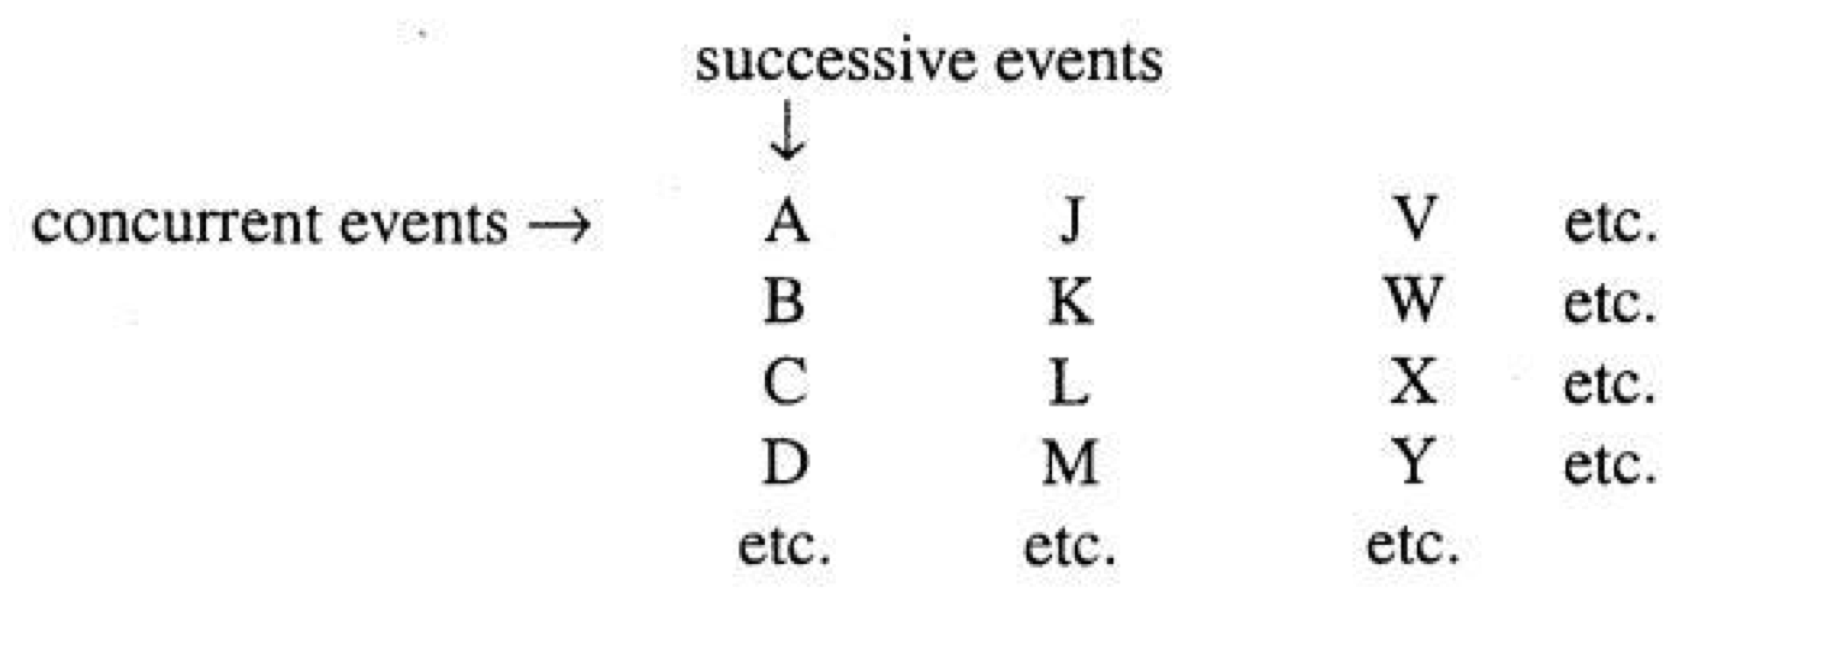 successive events
↓
concurrent events → A J V etc.
B K W etc.
C L X etc.
D M Y etc.
etc. etc. etc.